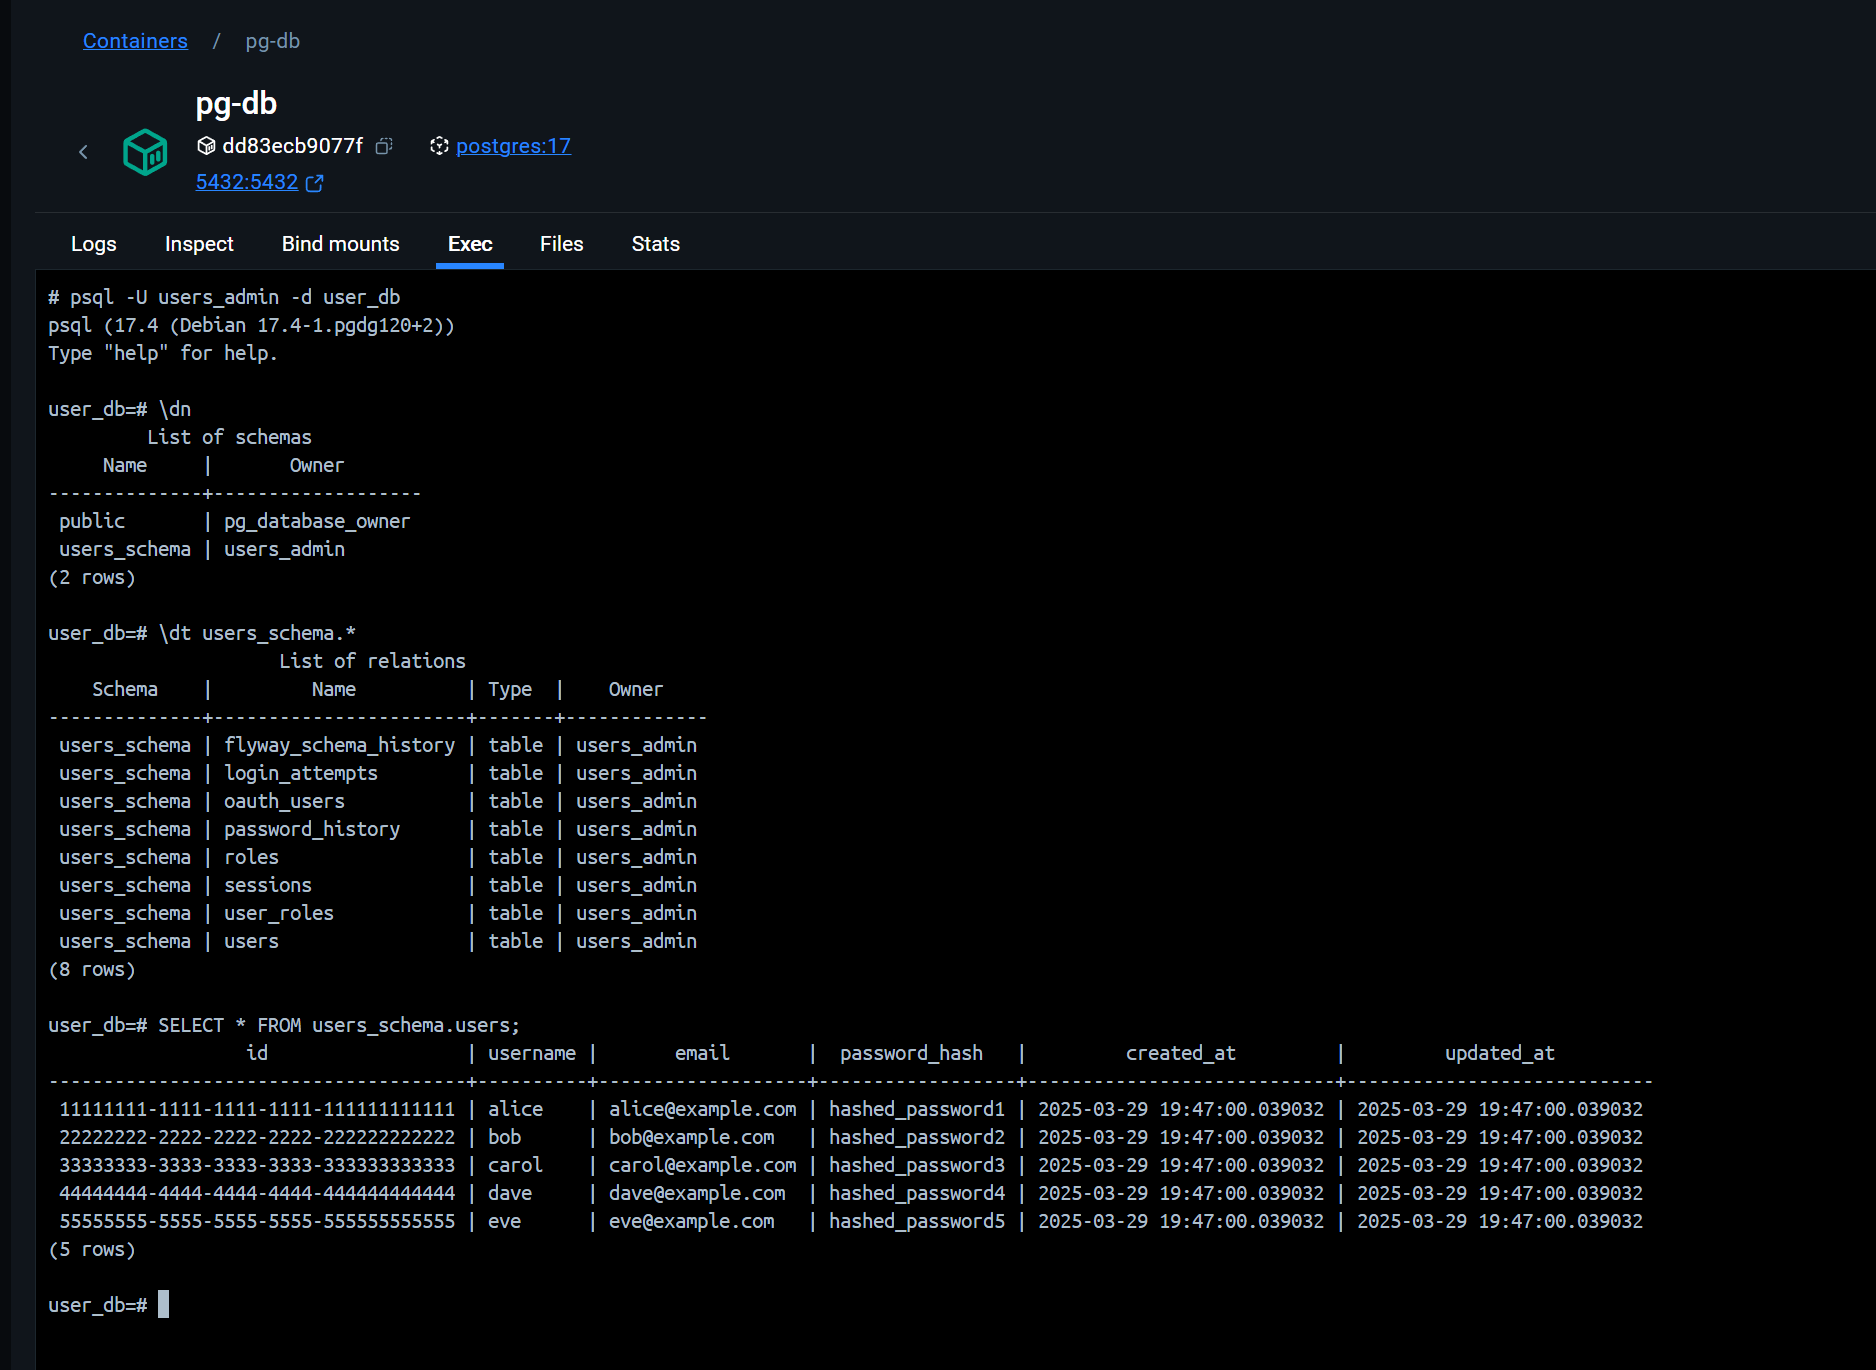 Containers / pg-db
pg-db
dd83ecb9077f postgres:17
5432:5432
Logs Inspect Bind mounts Exec Files Stats
# psql -U users_admin -d user_db
psql (17.4 (Debian 17.4-1.pgdg120+2))
Type "help" for help.
user_db=# \dn
          List of schemas
     Name     |       Owner
--------------+-------------------
 public       | pg_database_owner
 users_schema | users_admin
(2 rows)
user_db=# \dt users_schema.*
                     List of relations
    Schema    |         Name          | Type  |    Owner
--------------+-----------------------+-------+-------------
 users_schema | flyway_schema_history | table | users_admin
 users_schema | login_attempts        | table | users_admin
 users_schema | oauth_users           | table | users_admin
 users_schema | password_history      | table | users_admin
 users_schema | roles                 | table | users_admin
 users_schema | sessions              | table | users_admin
 users_schema | user_roles            | table | users_admin
 users_schema | users                 | table | users_admin
(8 rows)
user_db=# SELECT * FROM users_schema.users;
                  id                  | username |       email       |  password_hash   |         created_at         |         updated_at
--------------------------------------+----------+-------------------+------------------+----------------------------+----------------------------
 11111111-1111-1111-1111-111111111111 | alice    | alice@example.com | hashed_password1 | 2025-03-29 19:47:00.039032 | 2025-03-29 19:47:00.039032
 22222222-2222-2222-2222-222222222222 | bob      | bob@example.com   | hashed_password2 | 2025-03-29 19:47:00.039032 | 2025-03-29 19:47:00.039032
 33333333-3333-3333-3333-333333333333 | carol    | carol@example.com | hashed_password3 | 2025-03-29 19:47:00.039032 | 2025-03-29 19:47:00.039032
 44444444-4444-4444-4444-444444444444 | dave     | dave@example.com  | hashed_password4 | 2025-03-29 19:47:00.039032 | 2025-03-29 19:47:00.039032
 55555555-5555-5555-5555-555555555555 | eve      | eve@example.com   | hashed_password5 | 2025-03-29 19:47:00.039032 | 2025-03-29 19:47:00.039032
(5 rows)
user_db=#